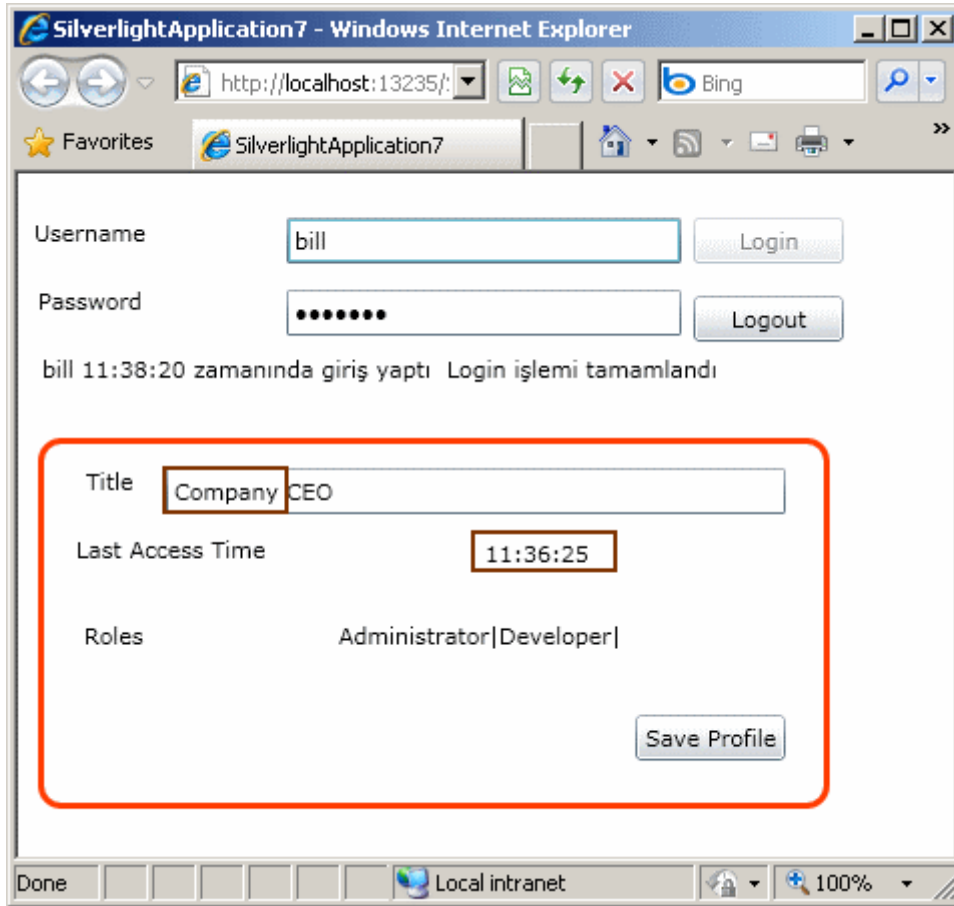 SilverlightApplication7 - Windows Internet Explorer
http://localhost:13235/
Bing
Favorites
SilverlightApplication7
»
Username
bill
Login
Password
•••••••
Logout
bill 11:38:20 zamanında giriş yaptı Login işlemi tamamlandı
Title
Company CEO
Last Access Time
11:36:25
Roles
Administrator|Developer|
Save Profile
Done
Local intranet
100%